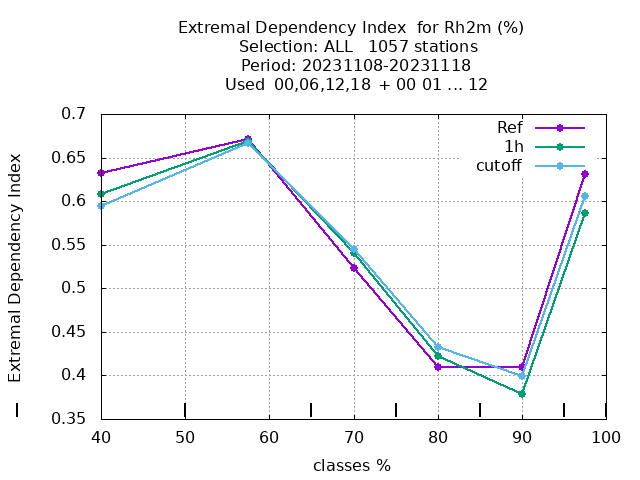 Extremal Dependency Index  for Rh2m (%)
Selection: ALL   1057 stations
Period: 20231108-20231118
Used  00,06,12,18  + 00 01 ... 12
Ref
1h
cutoff
Extremal Dependency Index
0.7
0.65
0.6
0.55
0.5
0.45
0.4
0.35
40 50 60 70 80 90 100
classes %